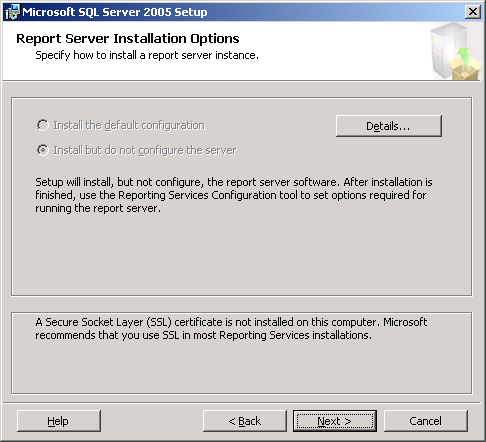 Microsoft SQL Server 2005 Setup
Report Server Installation Options
Specify how to install a report server instance.
Install the default configuration
Details...
Install but do not configure the server
Setup will install, but not configure, the report server software. After installation is
finished, use the Reporting Services Configuration tool to set options required for
running the report server.
A Secure Socket Layer (SSL) certificate is not installed on this computer. Microsoft
recommends that you use SSL in most Reporting Services installations.
Help
< Back
Next >
Cancel